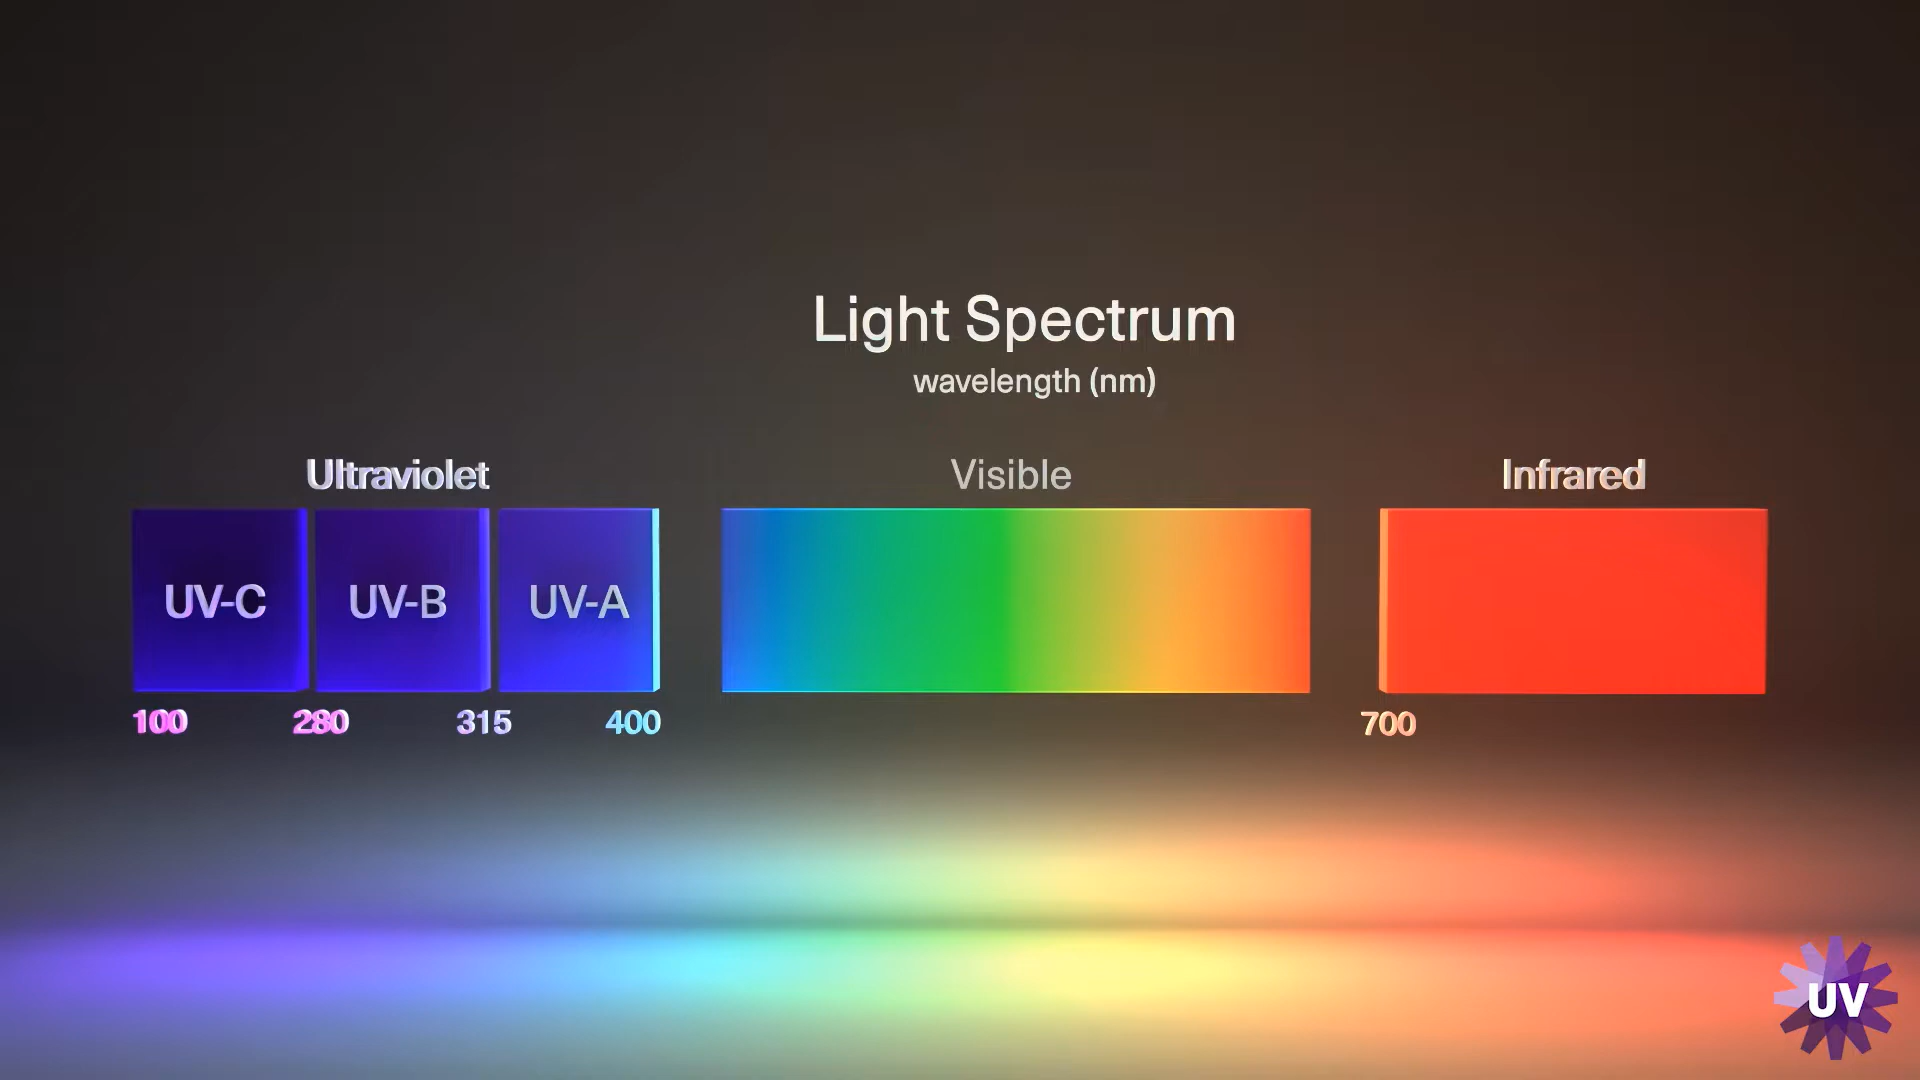 Light Spectrum
wavelength (nm)
Ultraviolet
Visible
Infrared
UV-C
UV-B
UV-A
100
280
315
400
700
UV